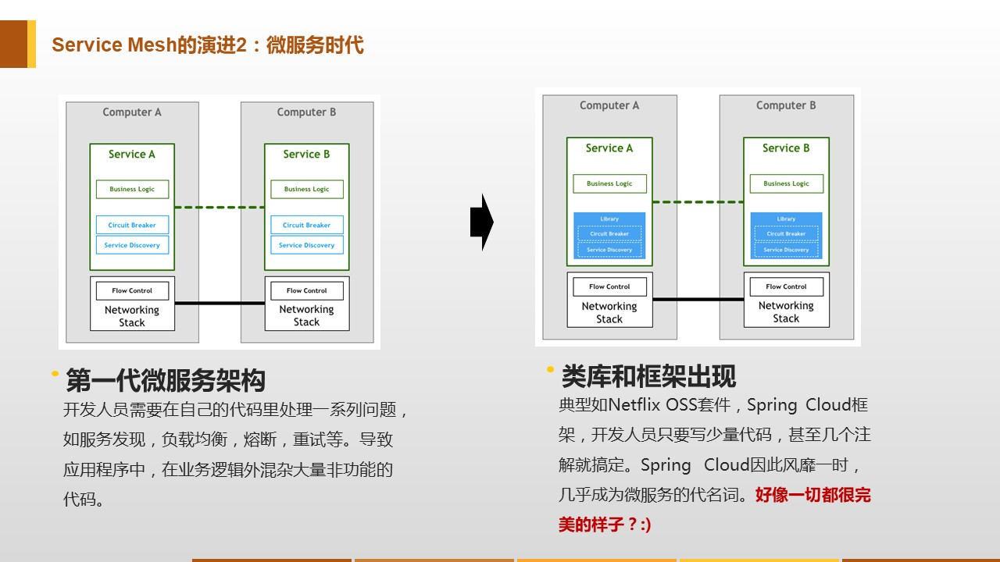 Service Mesh的演进2：微服务时代
Computer A
Computer B
Service A
Service B
Business Logic
Business Logic
Circuit Breaker
Circuit Breaker
Service Discovery
Service Discovery
Flow Control
Flow Control
Networking
Stack
Networking
Stack
Computer A
Computer B
Service A
Service B
Business Logic
Business Logic
Library
Library
Circuit Breaker
Circuit Breaker
Service Discovery
Service Discovery
Flow Control
Flow Control
Networking
Stack
Networking
Stack
第一代微服务架构
开发人员需要在自己的代码里处理一系列问题，
如服务发现，负载均衡，熔断，重试等。导致
应用程序中，在业务逻辑外混杂大量非功能的
代码。
类库和框架出现
典型如Netflix OSS套件，Spring Cloud框
架，开发人员只要写少量代码，甚至几个注
解就搞定。Spring Cloud因此风靡一时，
几乎成为微服务的代名词。好像一切都很完
美的样子？:)